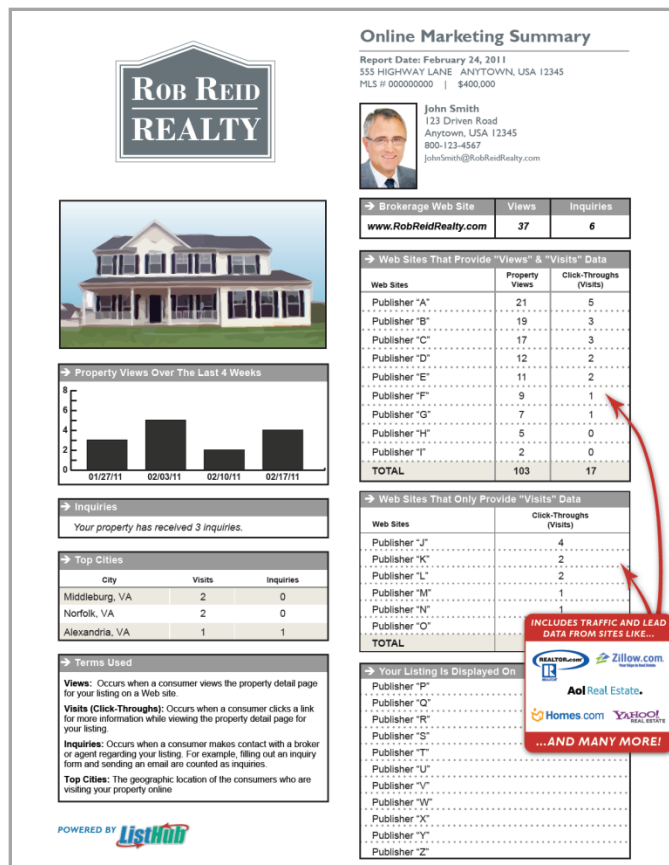 ROB REID
REALTY
Online Marketing Summary
Report Date: February 24, 2011
555 HIGHWAY LANE ANYTOWN, USA 12345
MLS # 000000000 | $400,000
John Smith
123 Driven Road
Anytown, USA 12345
800-123-4567
JohnSmith@RobReidRealty.com
→ Brokerage Web Site Views Inquiries
www.RobReidRealty.com 37 6
→ Web Sites That Provide "Views" & "Visits" Data
Web Sites Property Views Click-Throughs (Visits)
Publisher "A" 21 5
Publisher "B" 19 3
Publisher "C" 17 3
Publisher "D" 12 2
Publisher "E" 11 2
Publisher "F" 9 1
Publisher "G" 7 1
Publisher "H" 5 0
Publisher "I" 2 0
TOTAL 103 17
→ Property Views Over The Last 4 Weeks
8
6
4
2
0
01/27/11 02/03/11 02/10/11 02/17/11
→ Inquiries
Your property has received 3 inquiries.
→ Top Cities
City Visits Inquiries
Middleburg, VA 2 0
Norfolk, VA 2 0
Alexandria, VA 1 1
→ Terms Used
Views: Occurs when a consumer views the property detail page
for your listing on a Web site.
Visits (Click-Throughs): Occurs when a consumer clicks a link
for more information while viewing the property detail page for
your listing.
Inquiries: Occurs when a consumer makes contact with a broker
or agent regarding your listing. For example, filling out an inquiry
form and sending an email are counted as inquiries.
Top Cities: The geographic location of the consumers who are
visiting your property online
POWERED BY ListHub
→ Web Sites That Only Provide "Visits" Data
Web Sites Click-Throughs (Visits)
Publisher "J" 4
Publisher "K" 2
Publisher "L" 2
Publisher "M" 1
Publisher "N" 1
Publisher "O"
TOTAL
→ Your Listing Is Displayed On
Publisher "P"
Publisher "Q"
Publisher "R"
Publisher "S"
Publisher "T"
Publisher "U"
Publisher "V"
Publisher "W"
Publisher "X"
Publisher "Y"
Publisher "Z"
INCLUDES TRAFFIC AND LEAD
DATA FROM SITES LIKE...
REALTOR.com
Zillow.com
Aol Real Estate.
Homes.com
YAHOO!
REAL ESTATE
...AND MANY MORE!